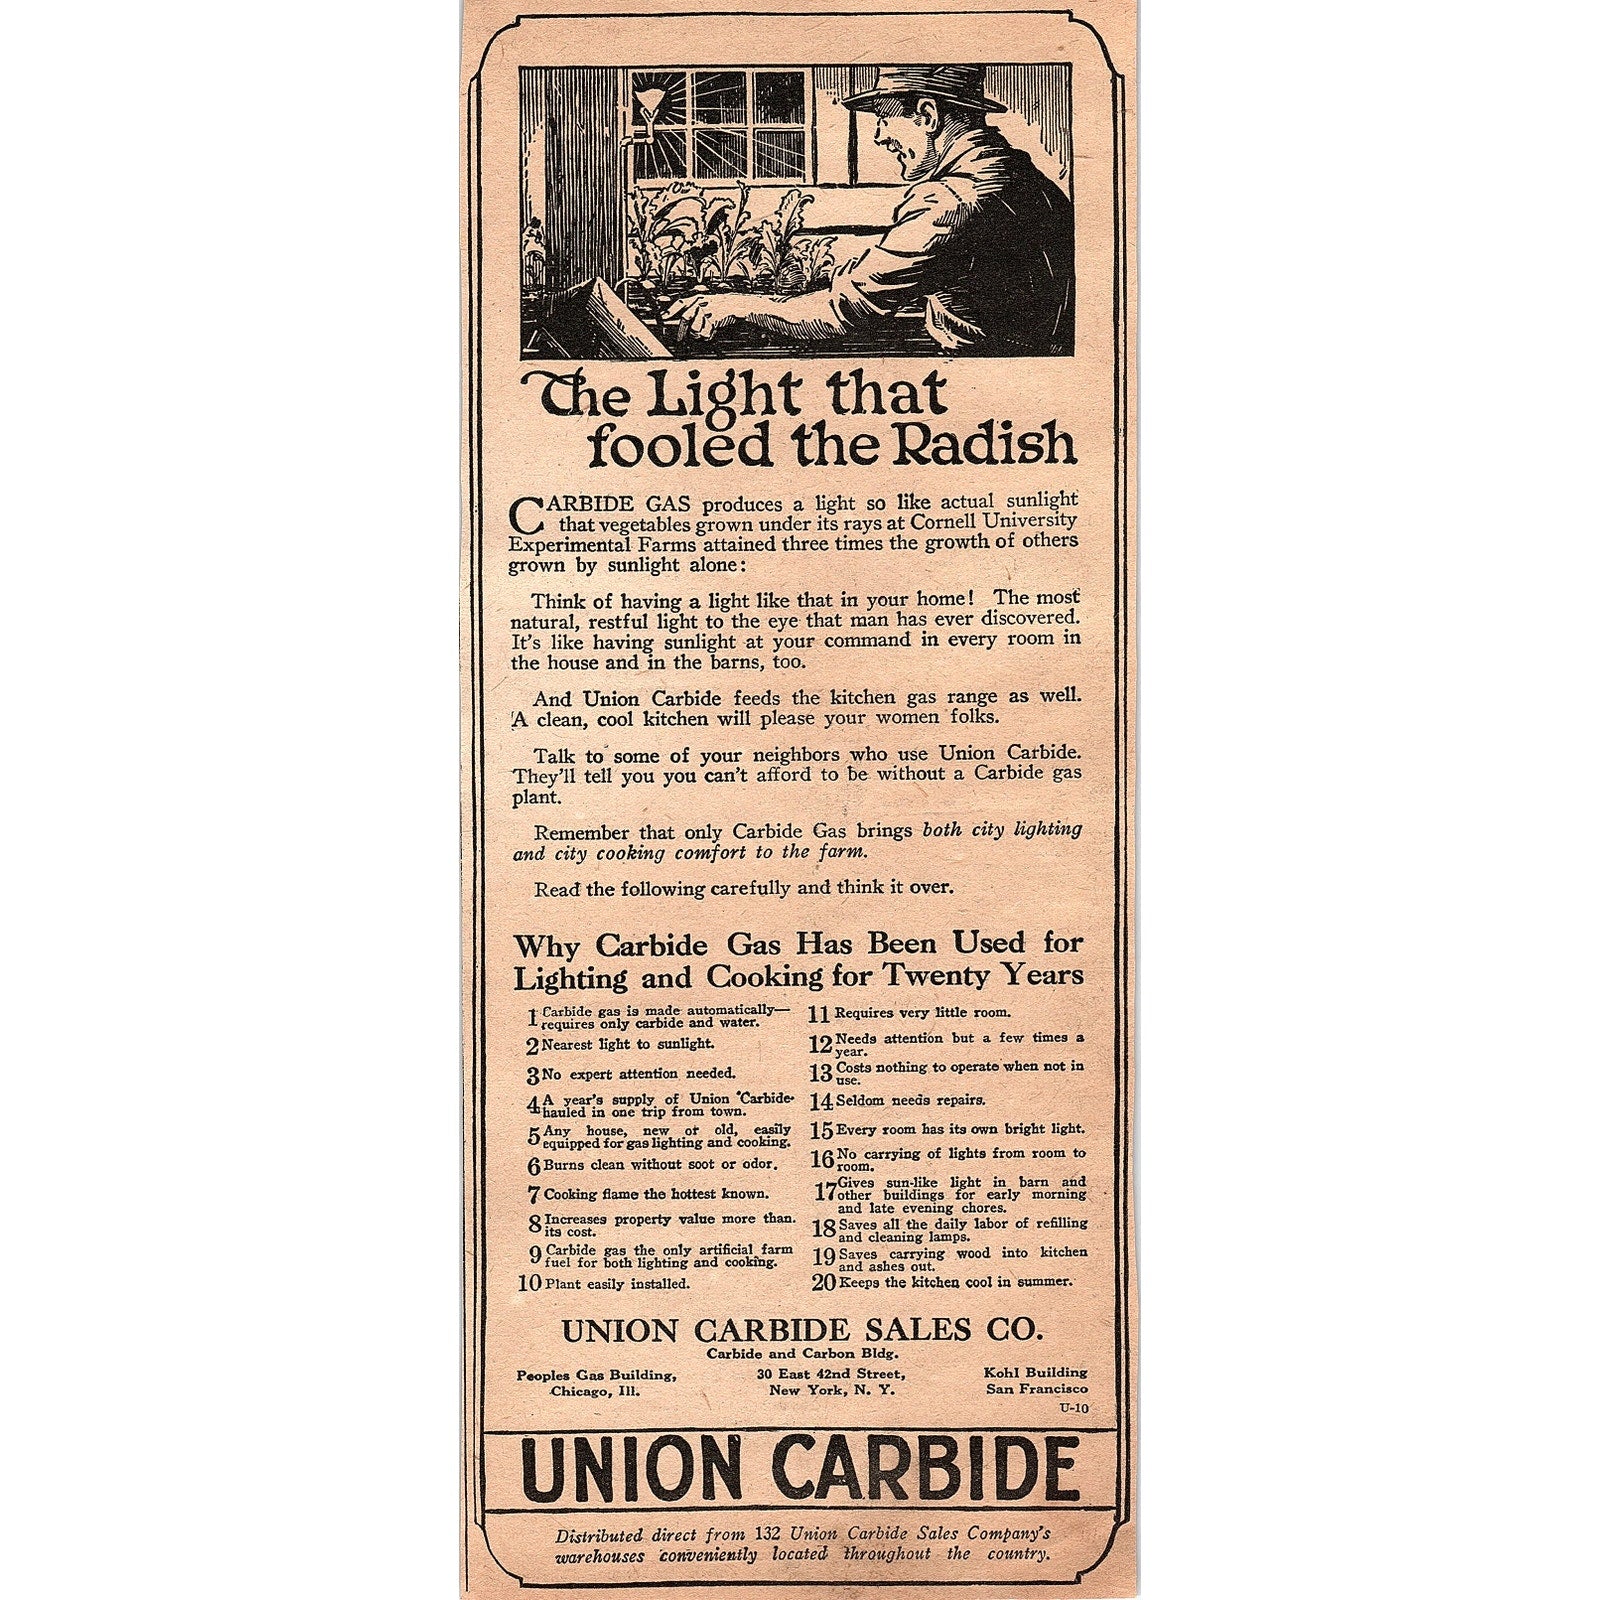 The Light that
fooled the Radish
CARBIDE GAS produces a light so like actual sunlight
that vegetables grown under its rays at Cornell University
Experimental Farms attained three times the growth of others
grown by sunlight alone:
Think of having a light like that in your home! The most
natural, restful light to the eye that man has ever discovered.
It's like having sunlight at your command in every room in
the house and in the barns, too.
And Union Carbide feeds the kitchen gas range as well.
A clean, cool kitchen will please your women folks.
Talk to some of your neighbors who use Union Carbide.
They'll tell you you can't afford to be without a Carbide gas
plant.
Remember that only Carbide Gas brings both city lighting
and city cooking comfort to the farm.
Read the following carefully and think it over.
Why Carbide Gas Has Been Used for
Lighting and Cooking for Twenty Years
1 Carbide gas is made automatically—
requires only carbide and water.
2 Nearest light to sunlight.
3 No expert attention needed.
4 A year's supply of Union Carbide
hauled in one trip from town.
5 Any house, new or old, easily
equipped for gas lighting and cooking.
6 Burns clean without soot or odor.
7 Cooking flame the hottest known.
8 Increases property value more than
its cost.
9 Carbide gas the only artificial farm
fuel for both lighting and cooking.
10 Plant easily installed.
11 Requires very little room.
12 Needs attention but a few times a
year.
13 Costs nothing to operate when not in
use.
14 Seldom needs repairs.
15 Every room has its own bright light.
16 No carrying of lights from room to
room.
17 Gives sun-like light in barn and
other buildings for early morning
and late evening chores.
18 Saves all the daily labor of refilling
and cleaning lamps.
19 Saves carrying wood into kitchen
and ashes out.
20 Keeps the kitchen cool in summer.
UNION CARBIDE SALES CO.
Carbide and Carbon Bldg.
Peoples Gas Building,
Chicago, Ill.
30 East 42nd Street,
New York, N. Y.
Kohl Building
San Francisco
U-10
UNION CARBIDE
Distributed direct from 132 Union Carbide Sales Company's
warehouses conveniently located throughout the country.